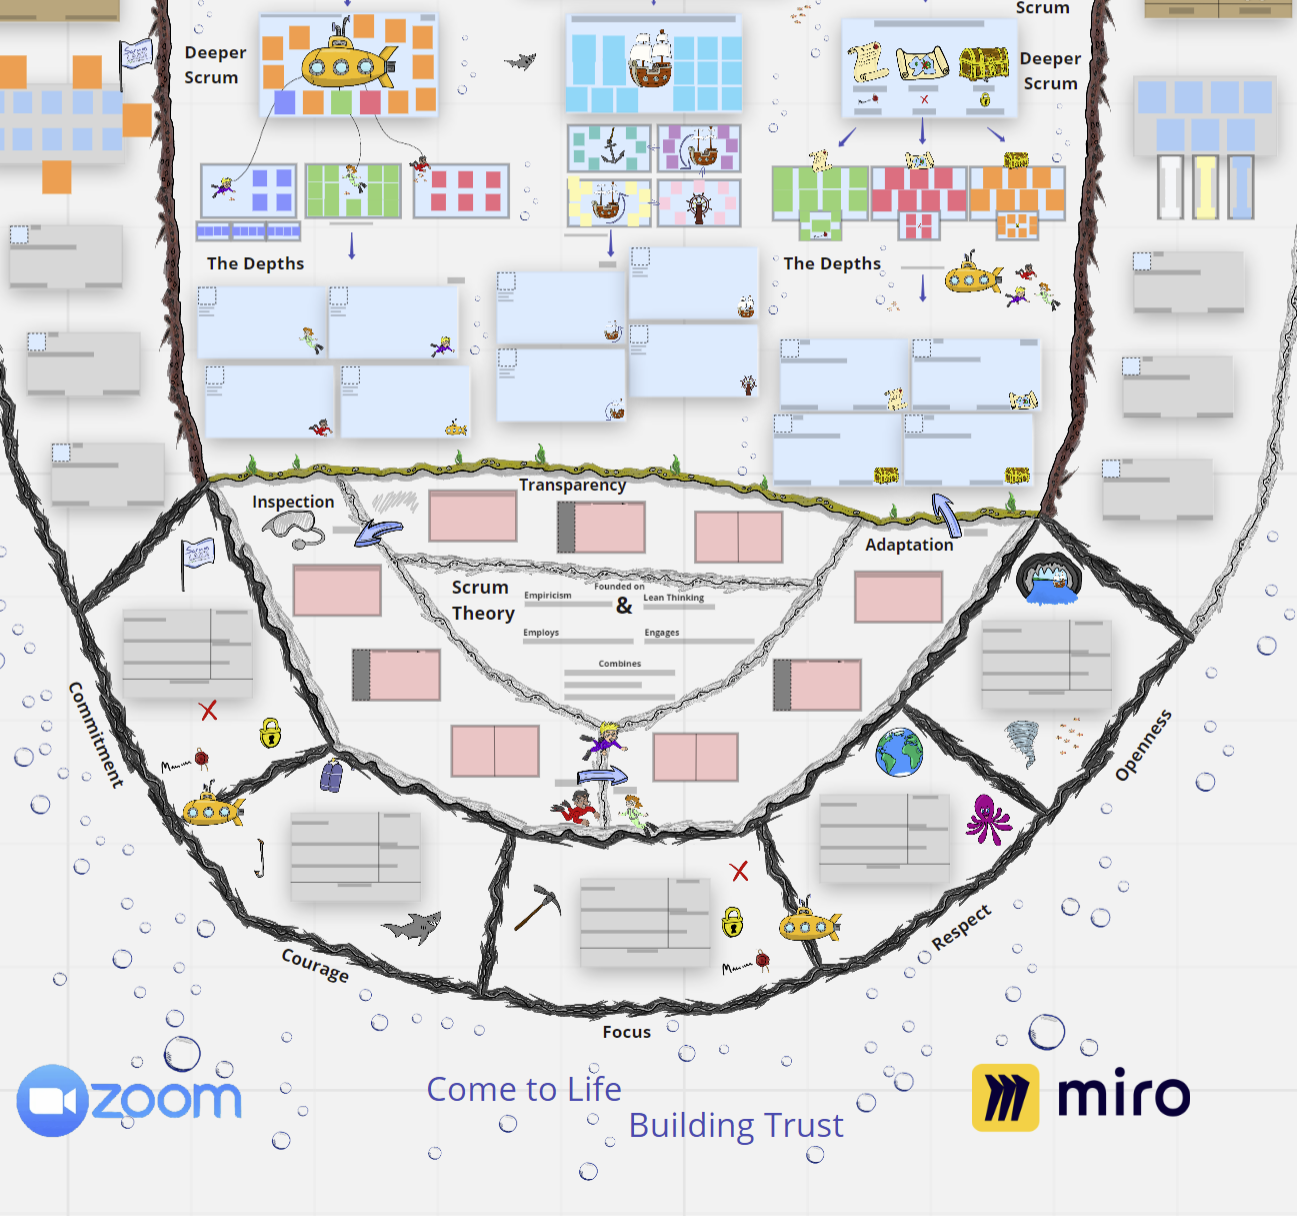 Scrum
Deeper
Scrum
Deeper
Scrum
The Depths
The Depths
Transparency
Inspection
Adaptation
Scrum
Theory
Founded on
Empiricism
&
Lean Thinking
Employs
Engages
Combines
Commitment
Openness
Courage
Respect
Focus
zoom
Come to Life
miro
Building Trust